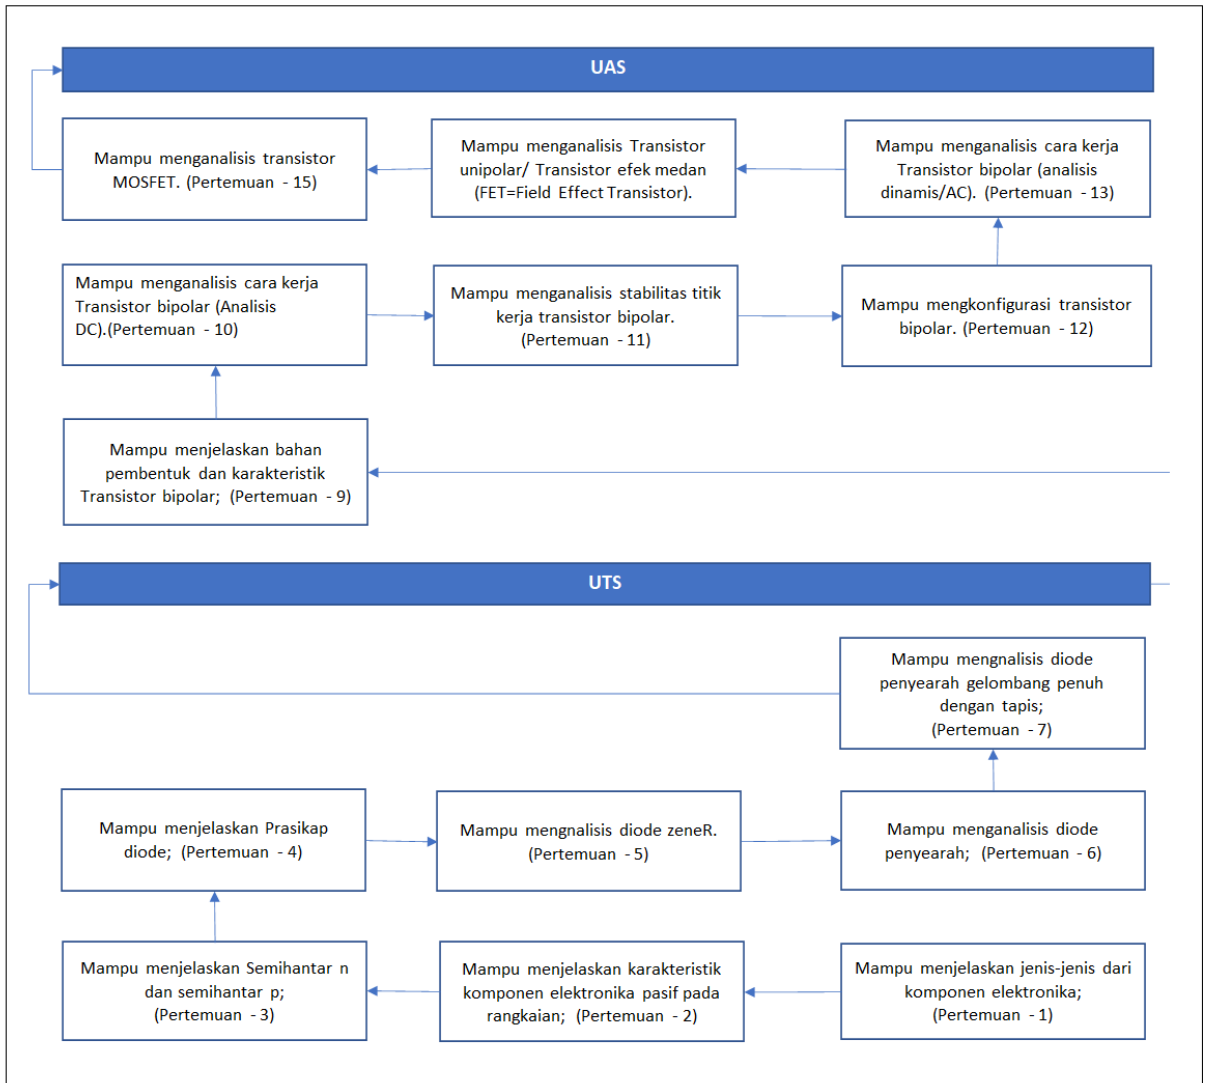 UAS
Mampu menganalisis transistor
MOSFET. (Pertemuan - 15)
Mampu menganalisis Transistor
unipolar/ Transistor efek medan
(FET=Field Effect Transistor).
Mampu menganalisis cara kerja
Transistor bipolar (analisis
dinamis/AC). (Pertemuan - 13)
Mampu menganalisis cara kerja
Transistor bipolar (Analisis
DC).(Pertemuan - 10)
Mampu menganalisis stabilitas titik
kerja transistor bipolar.
(Pertemuan - 11)
Mampu mengkonfigurasi transistor
bipolar. (Pertemuan - 12)
Mampu menjelaskan bahan
pembentuk dan karakteristik
Transistor bipolar; (Pertemuan - 9)
UTS
Mampu mengnalisis diode
penyearah gelombang penuh
dengan tapis;
(Pertemuan - 7)
Mampu menjelaskan Prasikap
diode; (Pertemuan - 4)
Mampu mengnalisis diode zeneR.
(Pertemuan - 5)
Mampu menganalisis diode
penyearah; (Pertemuan - 6)
Mampu menjelaskan Semihantar n
dan semihantar p;
(Pertemuan - 3)
Mampu menjelaskan karakteristik
komponen elektronika pasif pada
rangkaian; (Pertemuan - 2)
Mampu menjelaskan jenis-jenis dari
komponen elektronika;
(Pertemuan - 1)